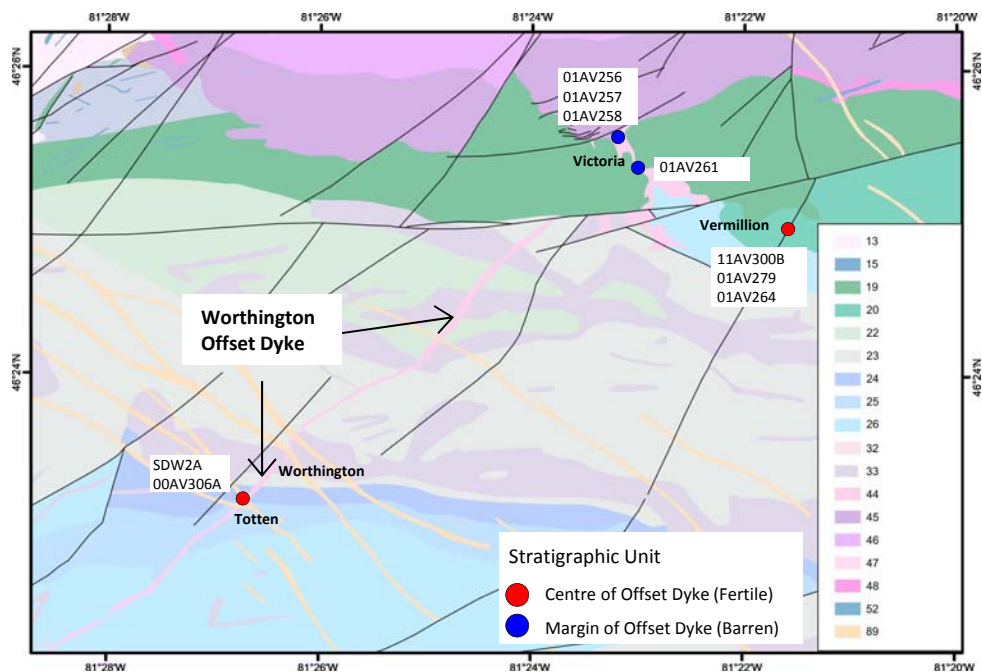 81°28'W
81°26'W
81°24'W
81°22'W
81°20'W
46°26'N
46°26'N
01AV256
01AV257
01AV258
Victoria
01AV261
Vermillion
11AV300B
01AV279
01AV264
Worthington
Offset Dyke
46°24'N
46°24'N
SDW2A
00AV306A
Worthington
Totten
13
15
19
20
22
23
24
25
26
32
33
44
45
46
47
48
52
89
Stratigraphic Unit
Centre of Offset Dyke (Fertile)
Margin of Offset Dyke (Barren)
81°28'W
81°26'W
81°24'W
81°22'W
81°20'W